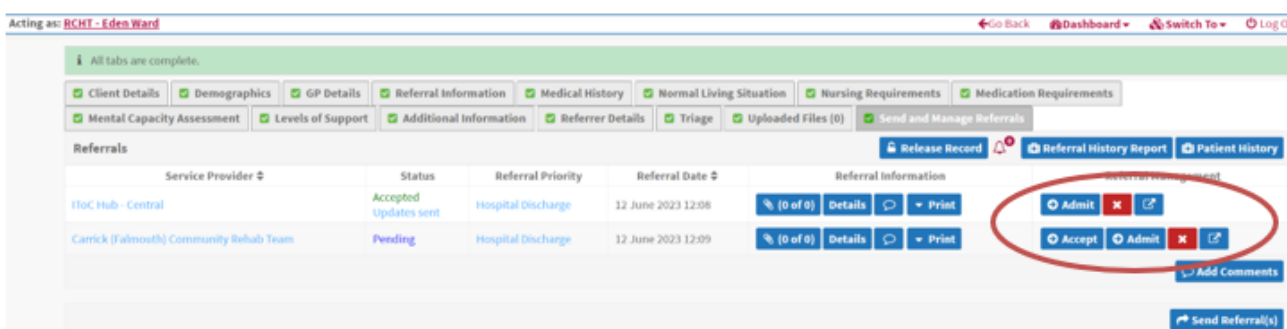 Acting as: RCHT - Eden Ward Go Back Dashboard Switch To Log O
i All tabs are complete.
Client Details Demographics GP Details Referral Information Medical History Normal Living Situation Nursing Requirements Medication Requirements
Mental Capacity Assessment Levels of Support Additional Information Referrer Details Triage Uploaded Files (0) Send and Manage Referrals
Referrals Release Record 0 Referral History Report Patient History
Service Provider Status Referral Priority Referral Date Referral Information Referral Management
IToC Hub - Central Accepted Hospital Discharge 12 June 2023 12:08 (0 of 0) Details Print Admit
Updates sent
Carrick (Falmouth) Community Rehab Team Pending Hospital Discharge 12 June 2023 12:09 (0 of 0) Details Print Accept Admit
Add Comments
Send Referral(s)